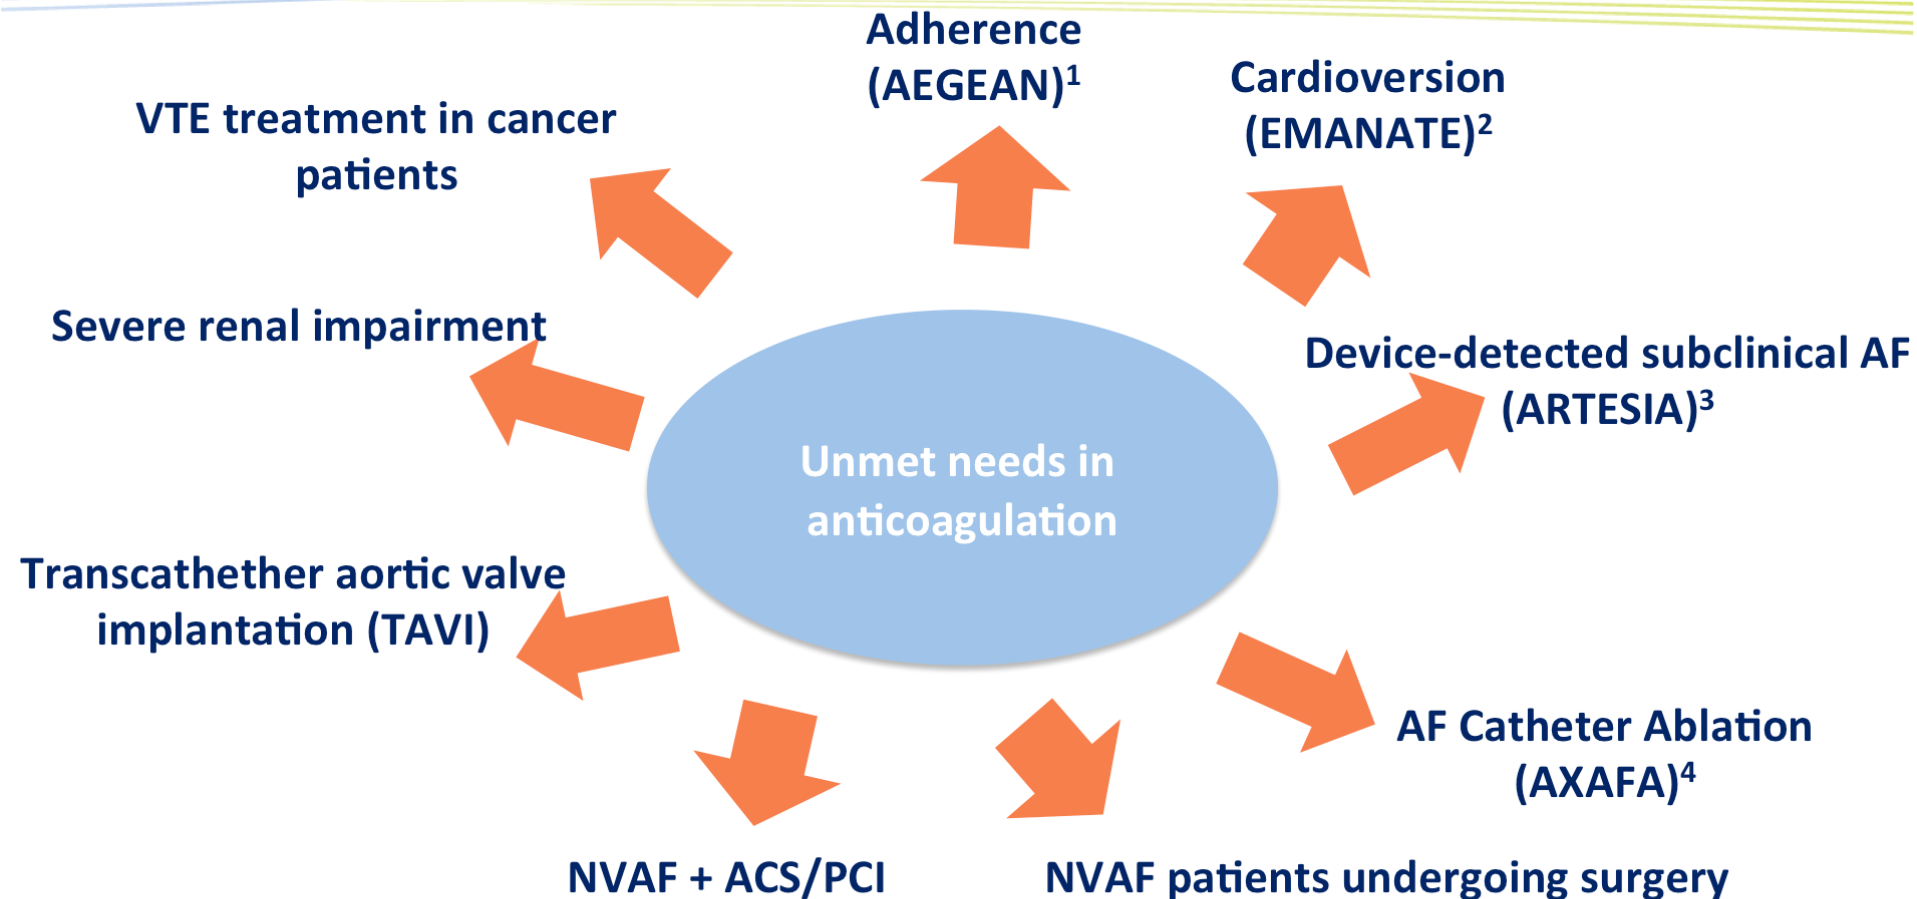 Adherence
(AEGEAN)¹
Cardioversion
(EMANATE)²
VTE treatment in cancer
patients
Severe renal impairment
Device-detected subclinical AF
(ARTESIA)³
Unmet needs in
anticoagulation
Transcathether aortic valve
implantation (TAVI)
AF Catheter Ablation
(AXAFA)⁴
NVAF + ACS/PCI
NVAF patients undergoing surgery